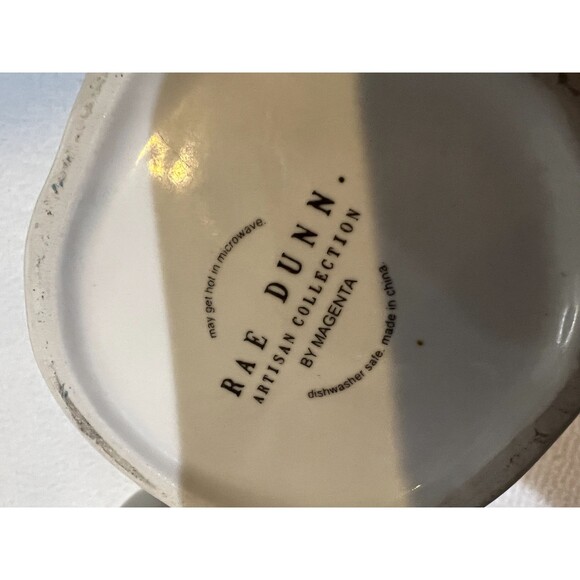 may get hot in microwave.
RAE DUNN.
ARTISAN COLLECTION
BY MAGENTA
dishwasher safe. made in china.